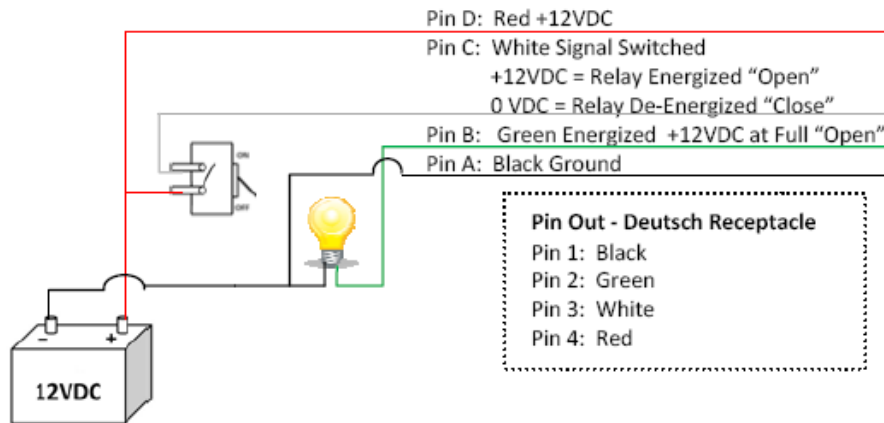 Pin D: Red +12VDC
Pin C: White Signal Switched
+12VDC = Relay Energized “Open”
0 VDC = Relay De-Energized “Close”
Pin B: Green Energized +12VDC at Full “Open”
Pin A: Black Ground
ON
OFF
Pin Out - Deutsch Receptacle
Pin 1: Black
Pin 2: Green
Pin 3: White
Pin 4: Red
- +
12VDC